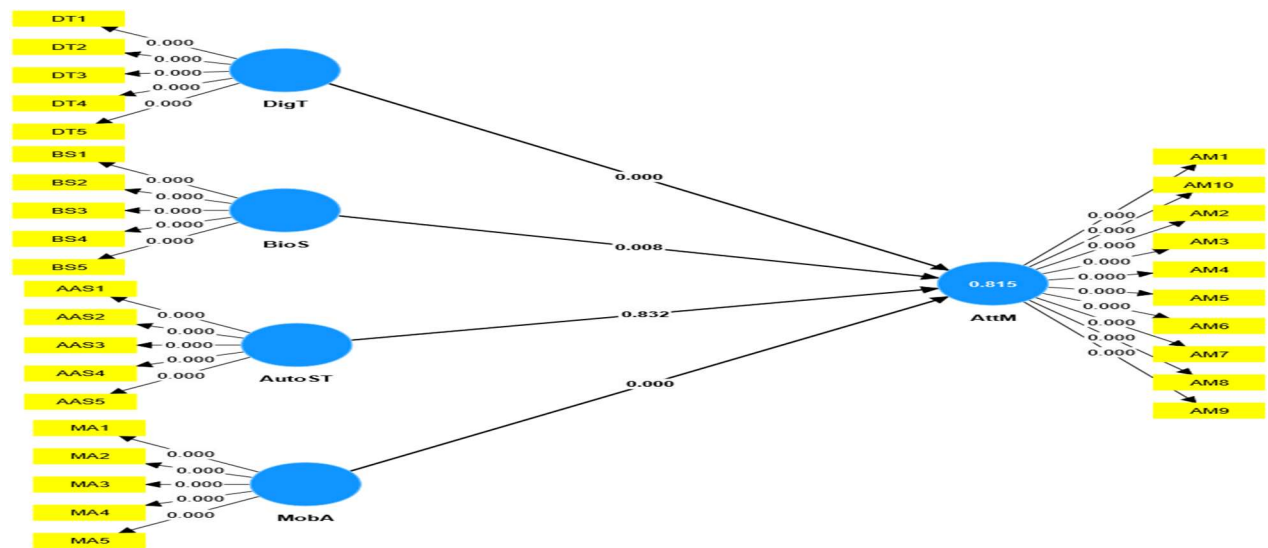 DT1
DT2
DT3
DT4
DT5
0.000
0.000
0.000
0.000
0.000
DigT
BS1
BS2
BS3
BS4
BS5
0.000
0.000
0.000
0.000
0.000
BioS
AAS1
AAS2
AAS3
AAS4
AAS5
0.000
0.000
0.000
0.000
0.000
AutoST
MA1
MA2
MA3
MA4
MA5
0.000
0.000
0.000
0.000
0.000
MobA
0.000
0.008
0.832
0.000
0.815
AttM
0.000
0.000
0.000
0.000
0.000
0.000
0.000
0.000
0.000
0.000
AM1
AM10
AM2
AM3
AM4
AM5
AM6
AM7
AM8
AM9